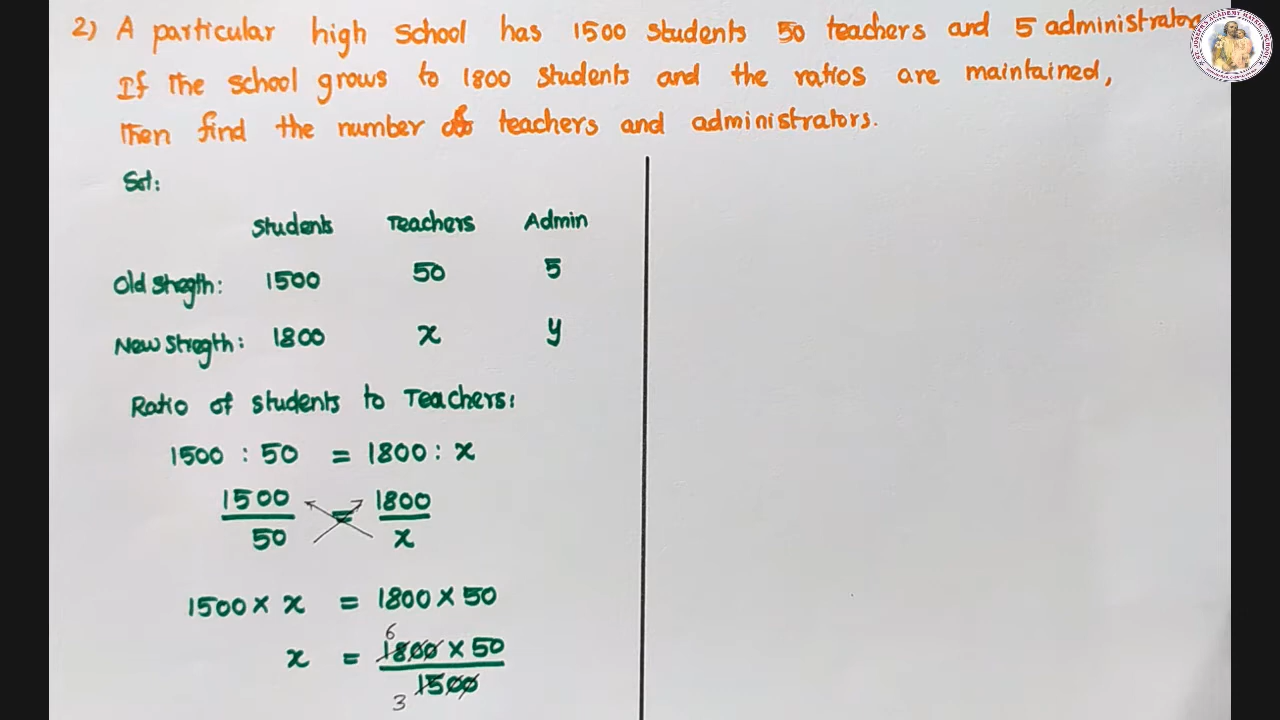 2) A particular high school has 1500 students 50 teachers and 5 administrators
If the school grows to 1800 students and the ratios are maintained,
then find the number of teachers and administrators.
Sol:
Students Teachers Admin
Old Stregth: 1500 50 5
New Stregth: 1800 x y
Ratio of students to Teachers:
1500 : 50 = 1800 : x
1500 = 1800
50 x
1500 × x = 1800 × 50
6
x = 1800 × 50
1500
3